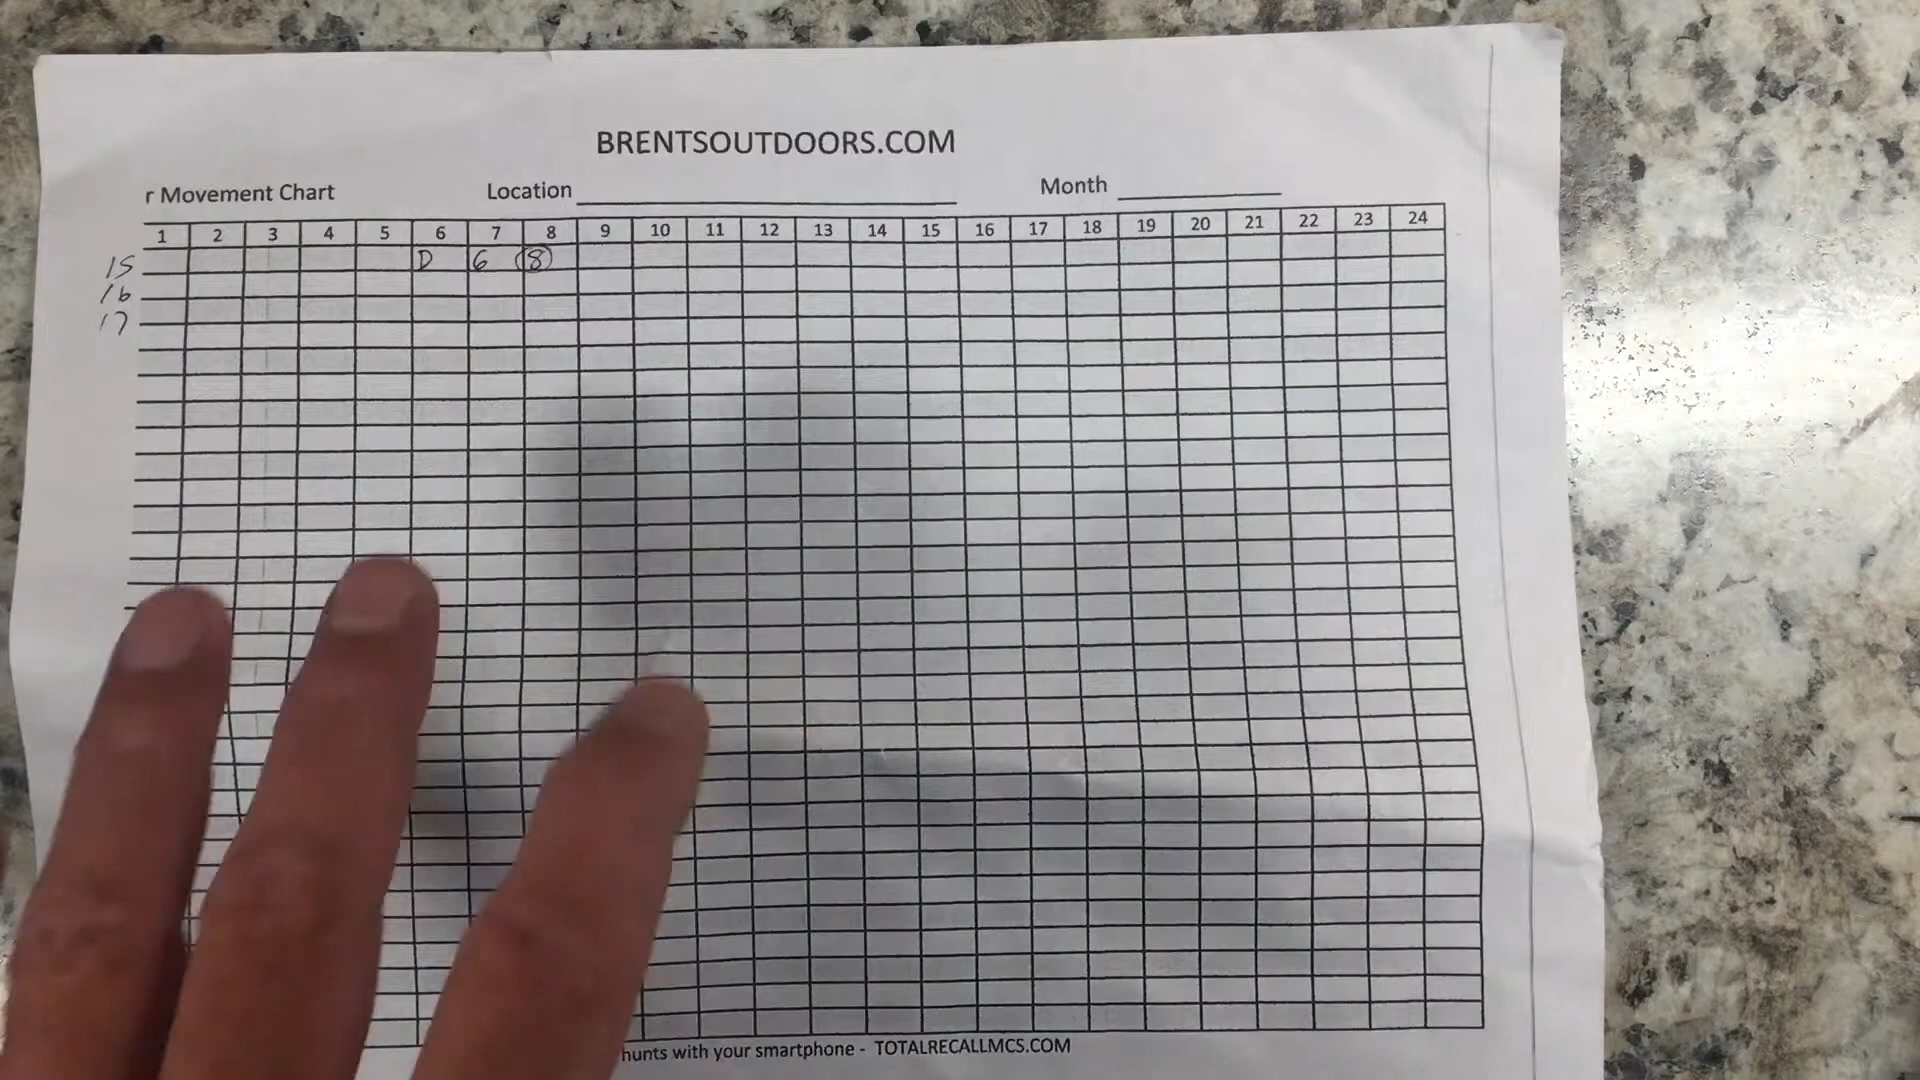 BRENTSOUTDOORS.COM
r Movement Chart Location Month
1 2 3 4 5 6 7 8 9 10 11 12 13 14 15 16 17 18 19 20 21 22 23 24
15 D 6 8
16
17
hunts with your smartphone - TOTALRECALLMCS.COM